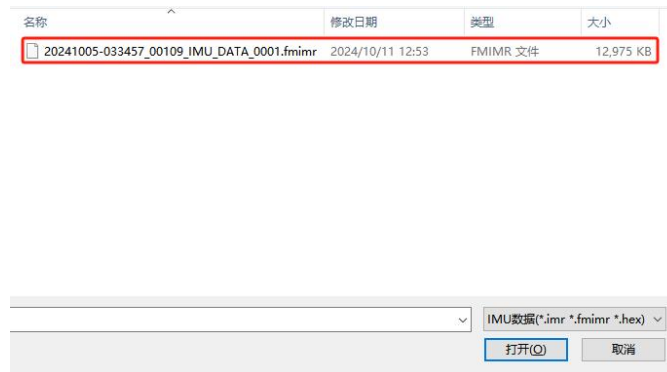 名称 修改日期 类型 大小
20241005-033457_00109_IMU_DATA_0001.fmimr 2024/10/11 12:53 FMIMR 文件 12,975 KB
IMU数据(*.imr *.fmimr *.hex)
打开(O) 取消